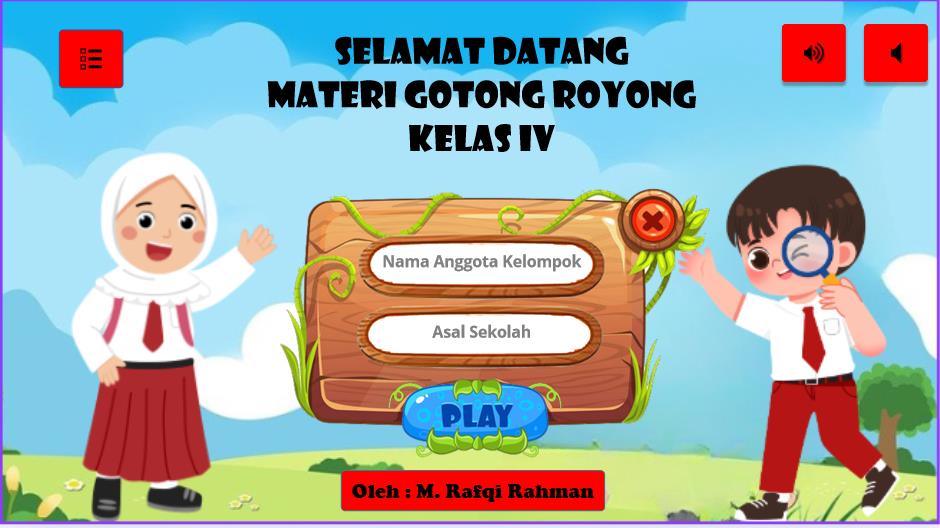 SELAMAT DATANG
MATERI GOTONG ROYONG
KELAS IV
Nama Anggota Kelompok
Asal Sekolah
PLAY
Oleh : M. Rafqi Rahman